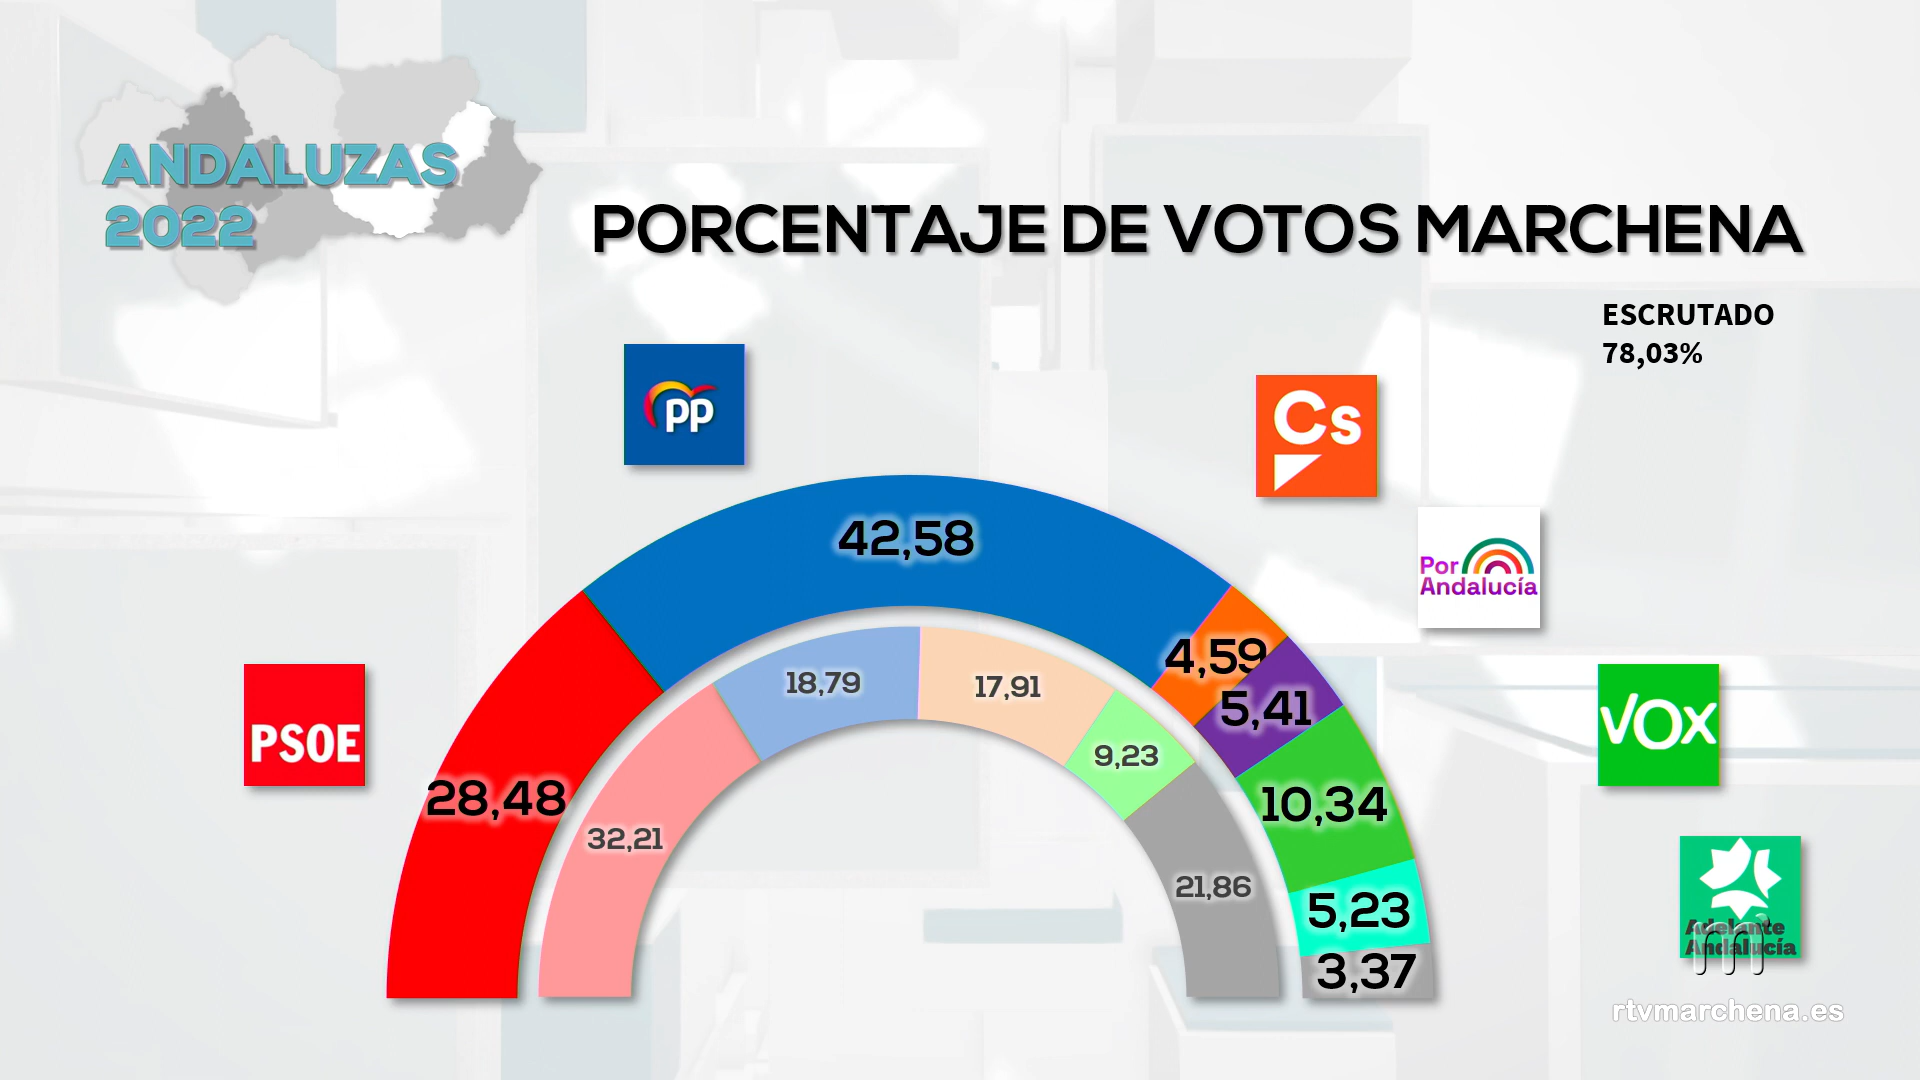 ANDALUZAS
2022
PORCENTAJE DE VOTOS MARCHENA
ESCRUTADO
78,03%
pp
Cs
Por
Andalucía
42,58
4,59
5,41
PSOE
VOX
28,48
10,34
18,79
17,91
9,23
32,21
21,86
5,23
3,37
Adelante
Andalucía
m
rtvmarchena.es